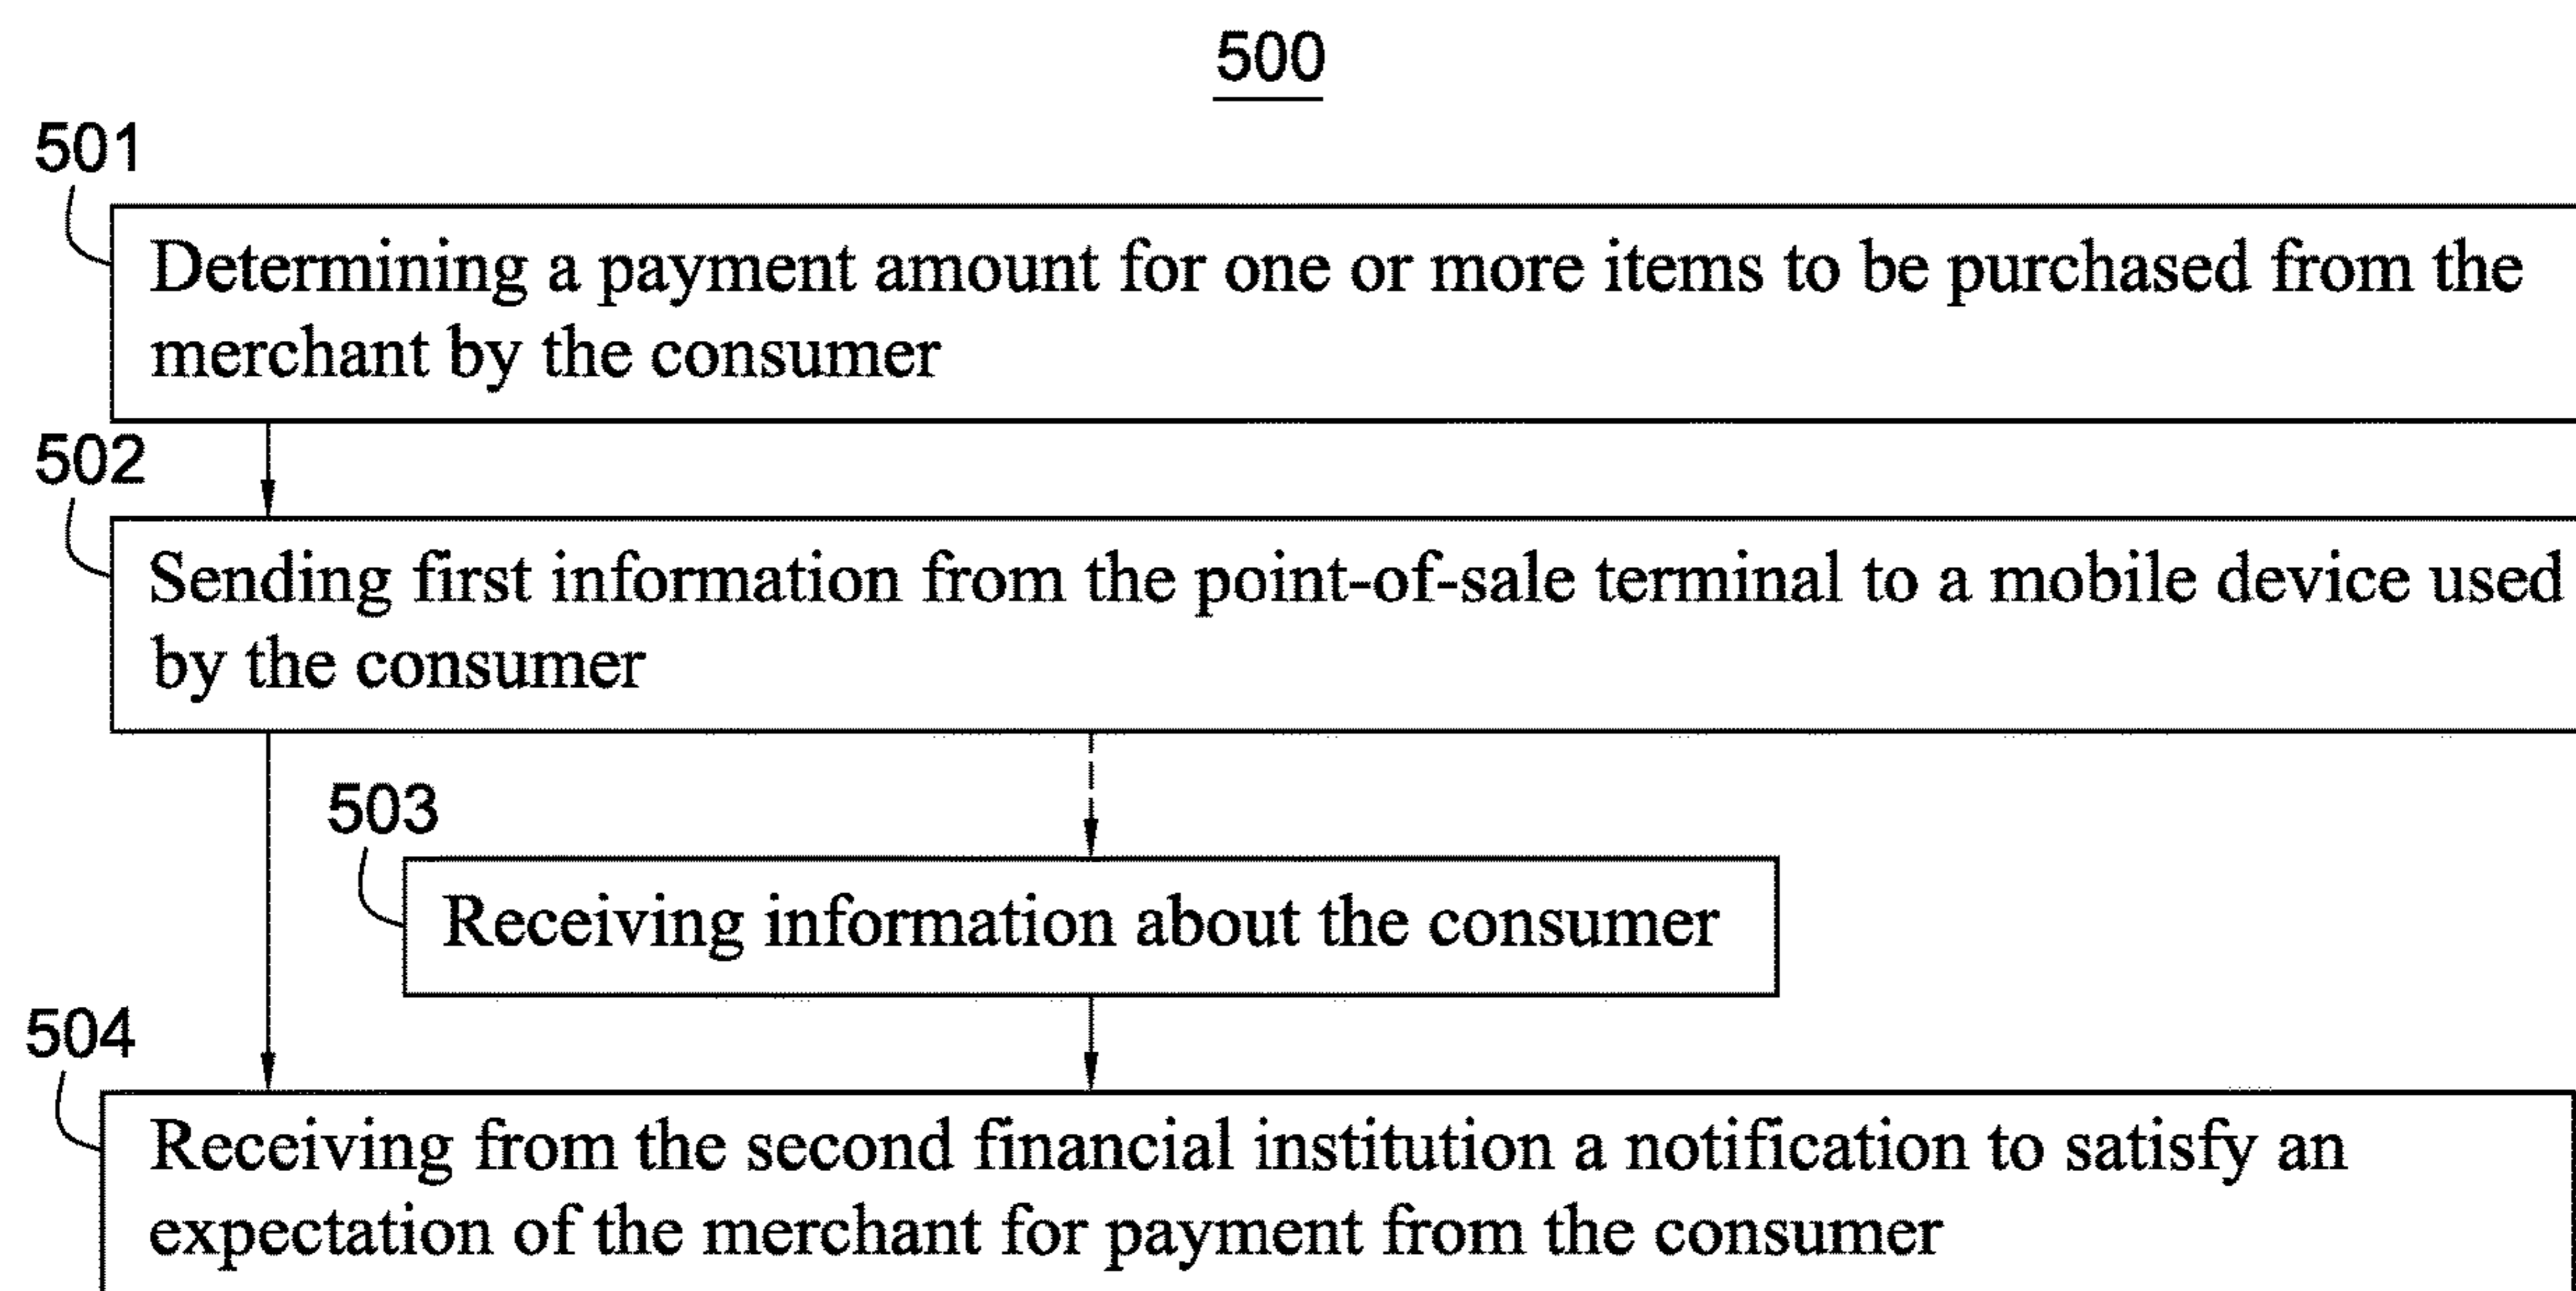 500
501
Determining a payment amount for one or more items to be purchased from the
merchant by the consumer
502
Sending first information from the point-of-sale terminal to a mobile device used
by the consumer
503
Receiving information about the consumer
504
Receiving from the second financial institution a notification to satisfy an
expectation of the merchant for payment from the consumer